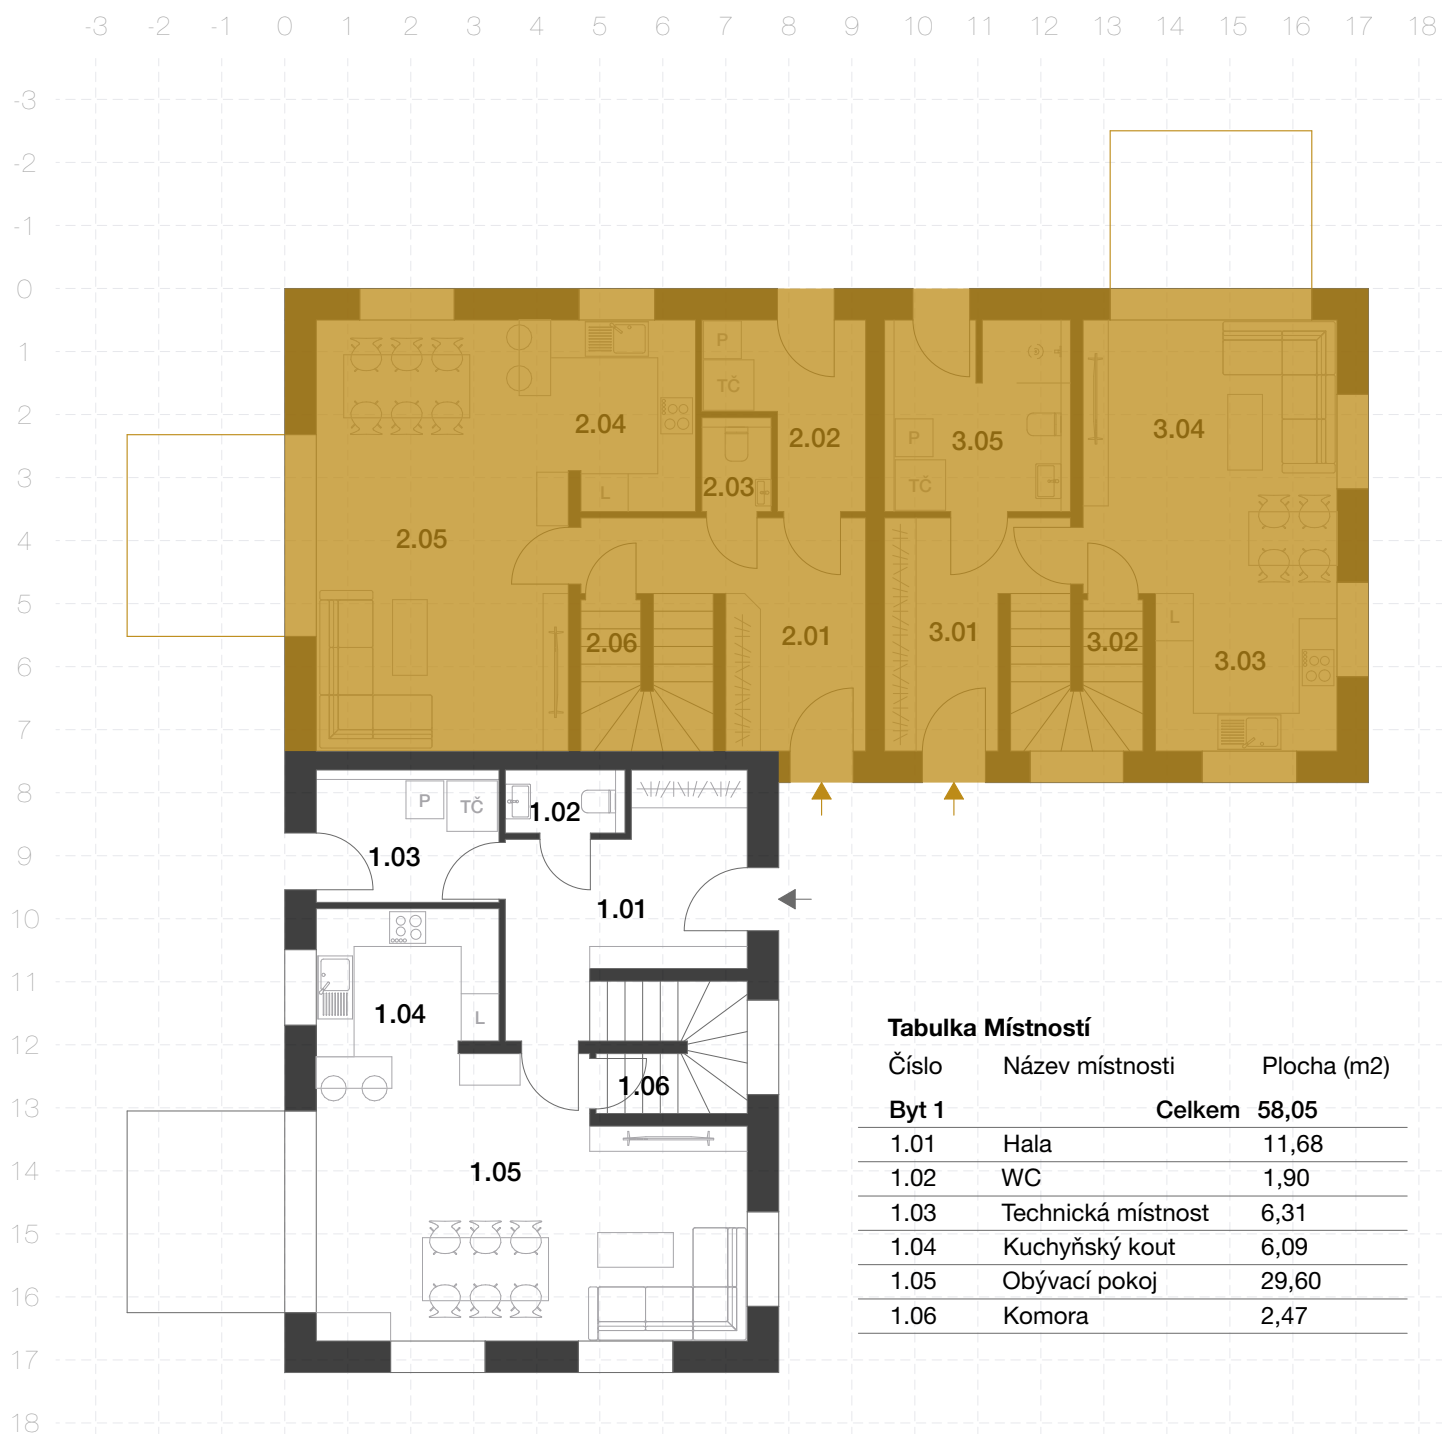 -3 -2 -1 0 1 2 3 4 5 6 7 8 9 10 11 12 13 14 15 16 17 18
-3
-2
-1
0
1
2
3
4
5
6
7
8
9
10
11
12
13
14
15
16
17
18
P
TČ
2.04
2.02
2.03
L
2.05
2.06
2.01
3.05
P
TČ
3.04
3.01
3.02
L
3.03
P
TČ
1.02
1.03
1.01
1.04
L
1.06
1.05
Tabulka Místností
Číslo Název místnosti Plocha (m2)
Byt 1 Celkem 58,05
1.01 Hala 11,68
1.02 WC 1,90
1.03 Technická místnost 6,31
1.04 Kuchyňský kout 6,09
1.05 Obývací pokoj 29,60
1.06 Komora 2,47